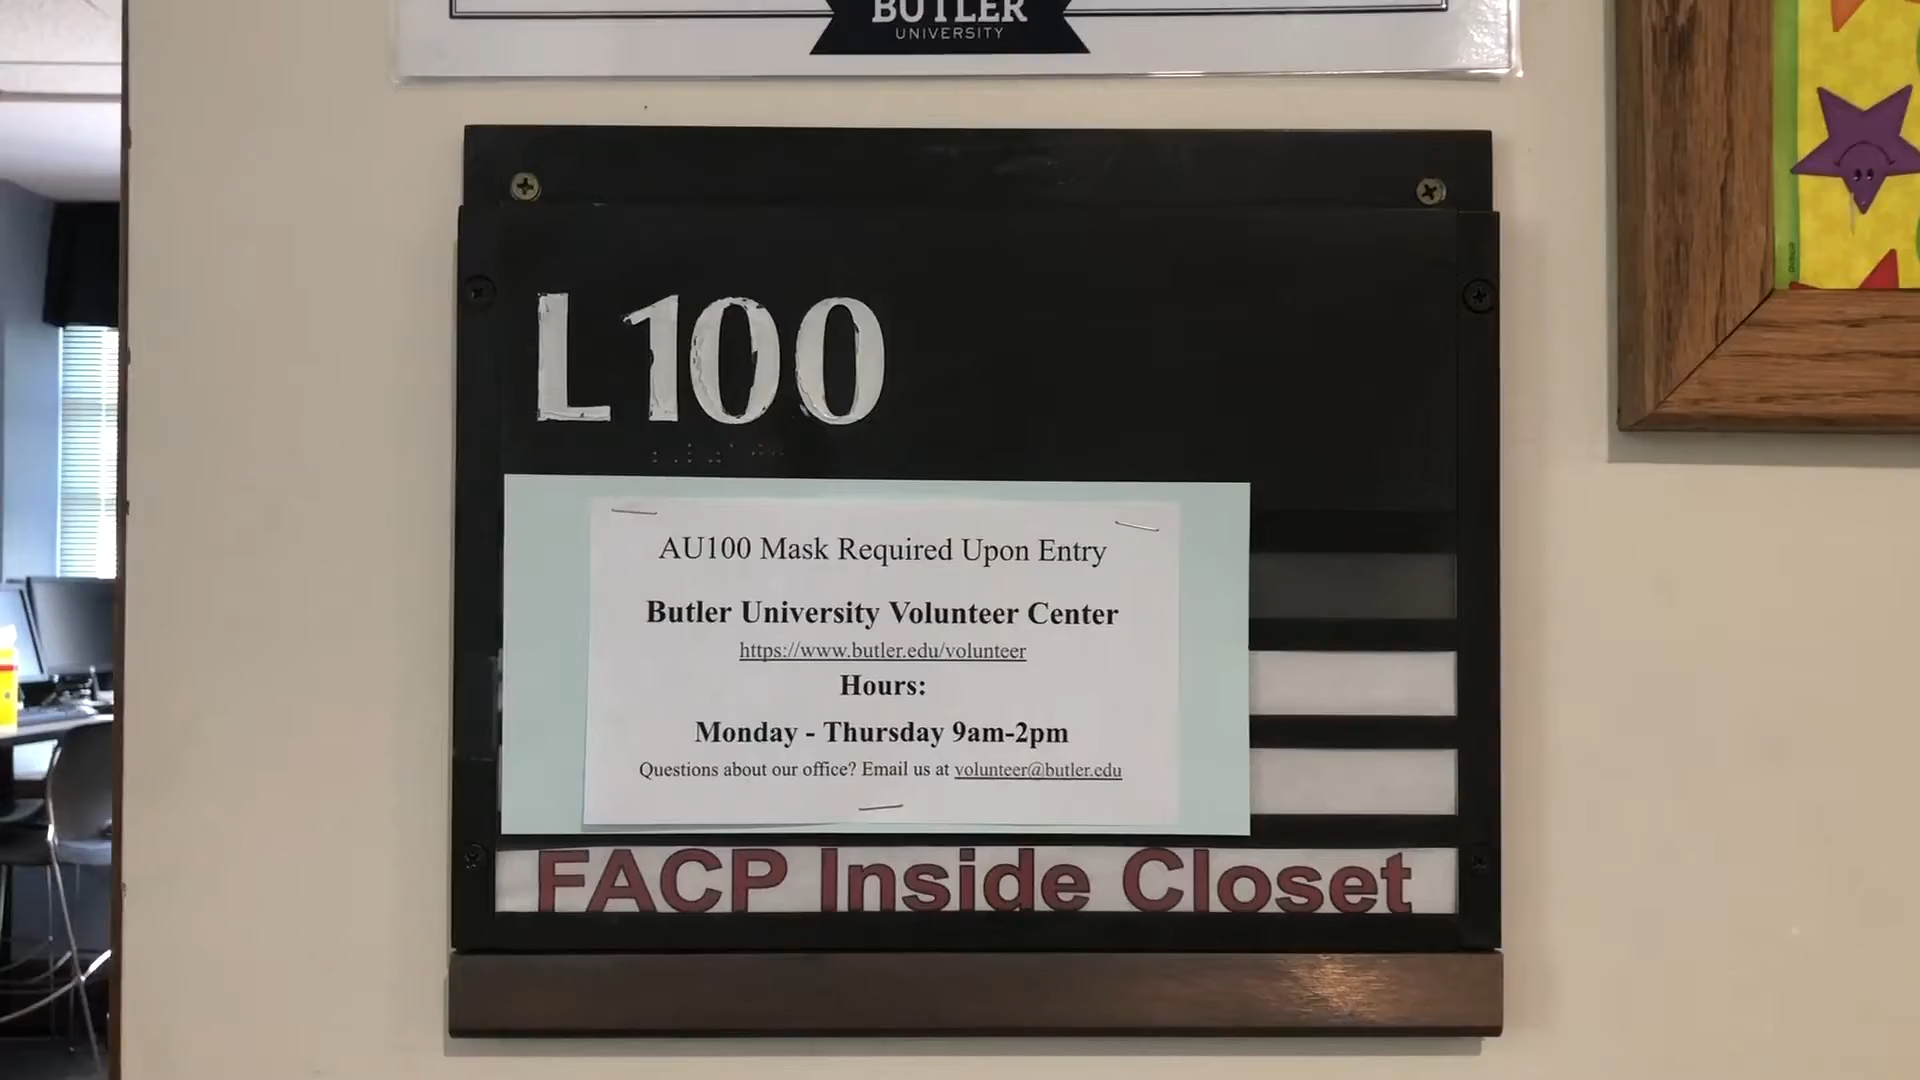 BUTLER
UNIVERSITY
L100
AU100 Mask Required Upon Entry
Butler University Volunteer Center
https://www.butler.edu/volunteer
Hours:
Monday - Thursday 9am-2pm
Questions about our office? Email us at volunteer@butler.edu
FACP Inside Closet